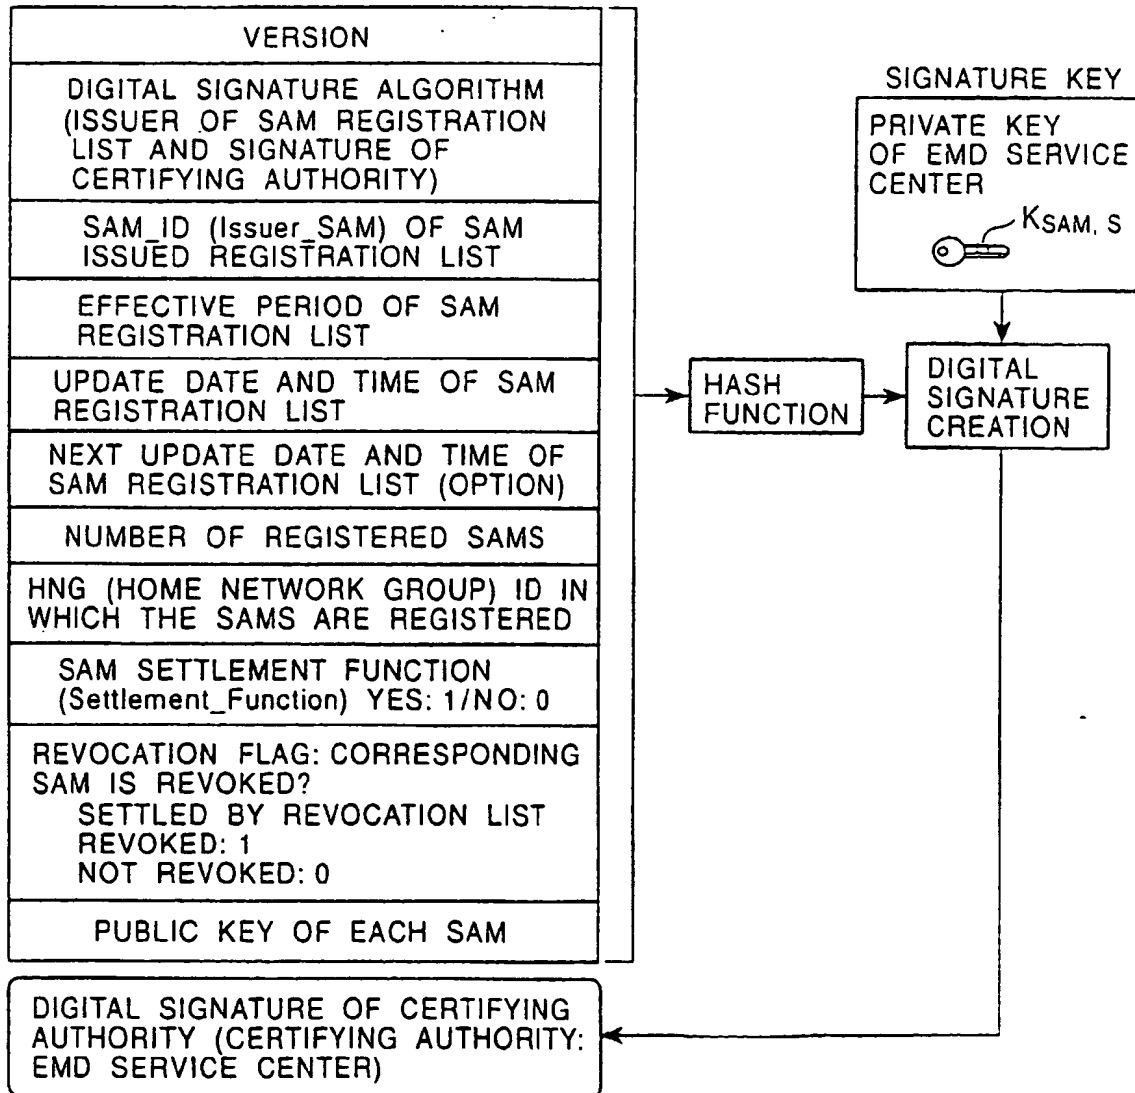 VERSION
DIGITAL SIGNATURE ALGORITHM
(ISSUER OF SAM REGISTRATION
LIST AND SIGNATURE OF
CERTIFYING AUTHORITY)
SAM_ID (Issuer_SAM) OF SAM
ISSUED REGISTRATION LIST
EFFECTIVE PERIOD OF SAM
REGISTRATION LIST
UPDATE DATE AND TIME OF SAM
REGISTRATION LIST
NEXT UPDATE DATE AND TIME OF
SAM REGISTRATION LIST (OPTION)
NUMBER OF REGISTERED SAMS
HNG (HOME NETWORK GROUP) ID IN
WHICH THE SAMS ARE REGISTERED
SAM SETTLEMENT FUNCTION
(Settlement_Function) YES: 1/NO: 0
REVOCATION FLAG: CORRESPONDING
SAM IS REVOKED?
SETTLED BY REVOCATION LIST
REVOKED: 1
NOT REVOKED: 0
PUBLIC KEY OF EACH SAM
HASH
FUNCTION
SIGNATURE KEY
PRIVATE KEY
OF EMD SERVICE
CENTER
KSAM, S
DIGITAL
SIGNATURE
CREATION
DIGITAL SIGNATURE OF CERTIFYING
AUTHORITY (CERTIFYING AUTHORITY:
EMD SERVICE CENTER)